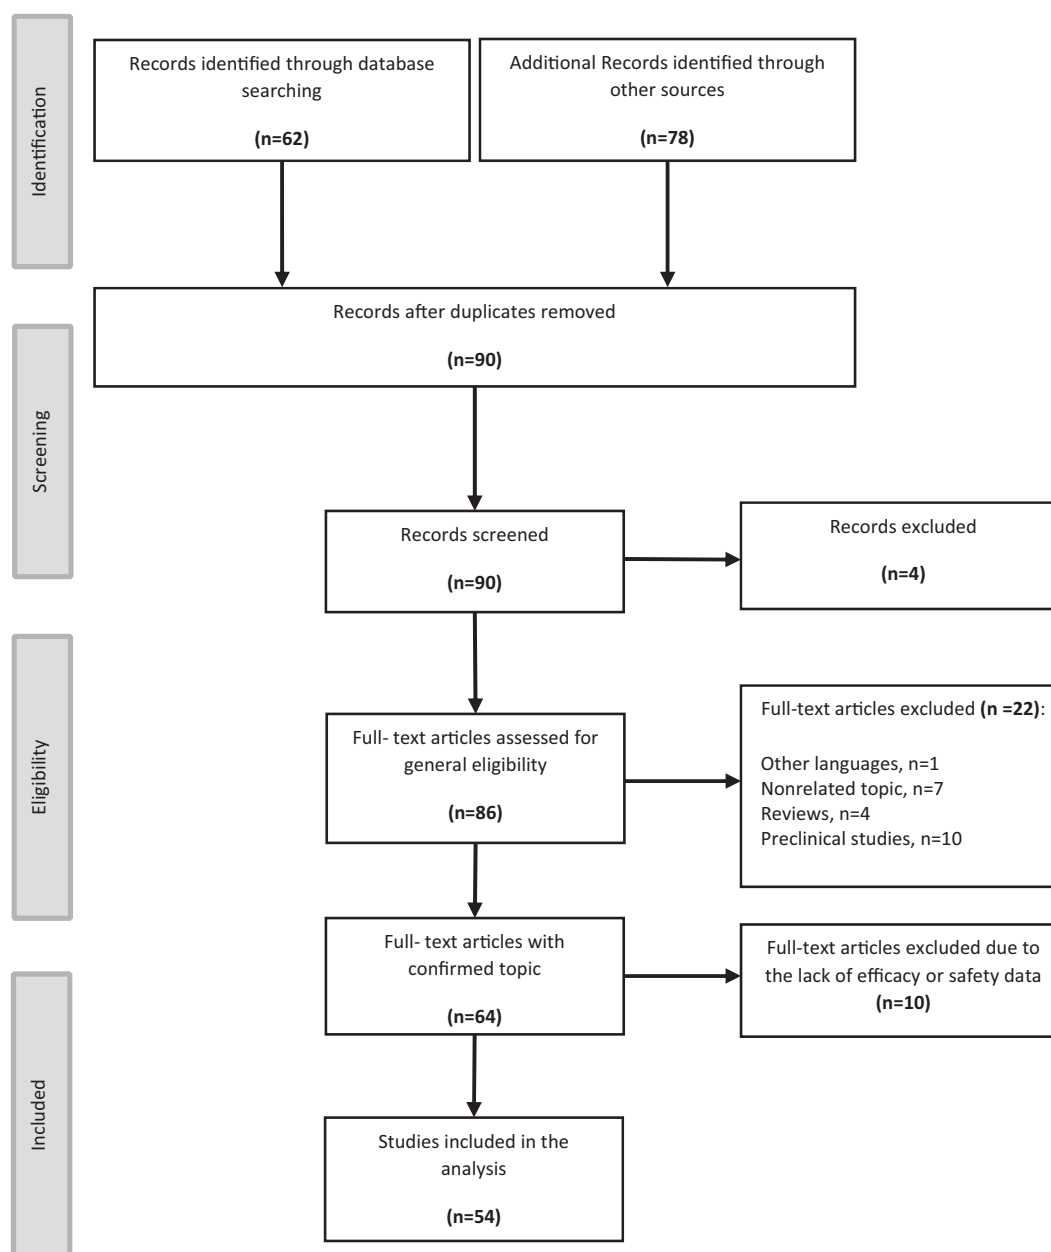 Identification
Records identified through database
searching
(n=62)
Additional Records identified through
other sources
(n=78)
Records after duplicates removed
(n=90)
Screening
Records screened
(n=90)
Records excluded
(n=4)
Eligibility
Full- text articles assessed for
general eligibility
(n=86)
Full-text articles excluded (n =22):
Other languages, n=1
Nonrelated topic, n=7
Reviews, n=4
Preclinical studies, n=10
Full- text articles with
confirmed topic
(n=64)
Full-text articles excluded due to
the lack of efficacy or safety data
(n=10)
Included
Studies included in the
analysis
(n=54)